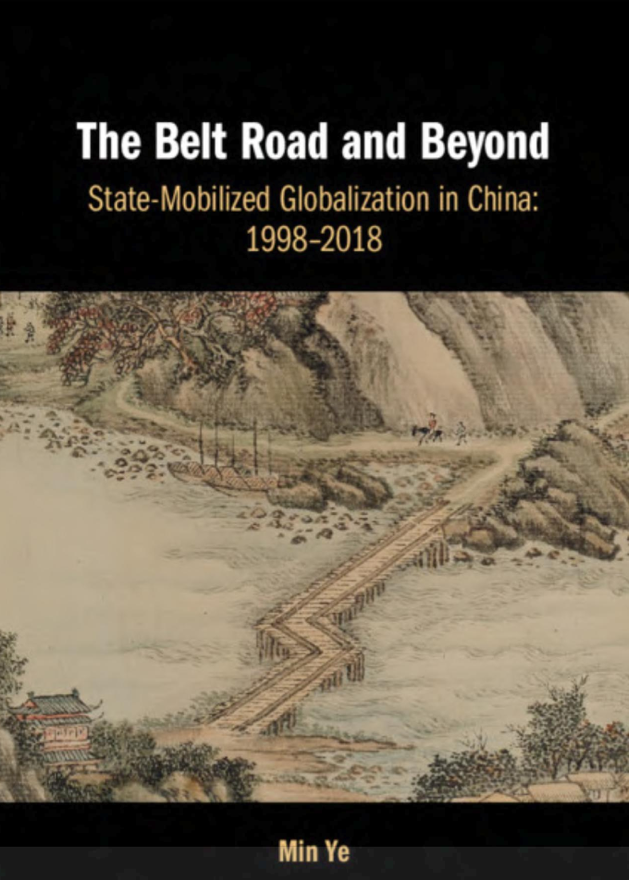 The Belt Road and Beyond
State-Mobilized Globalization in China:
1998–2018
Min Ye